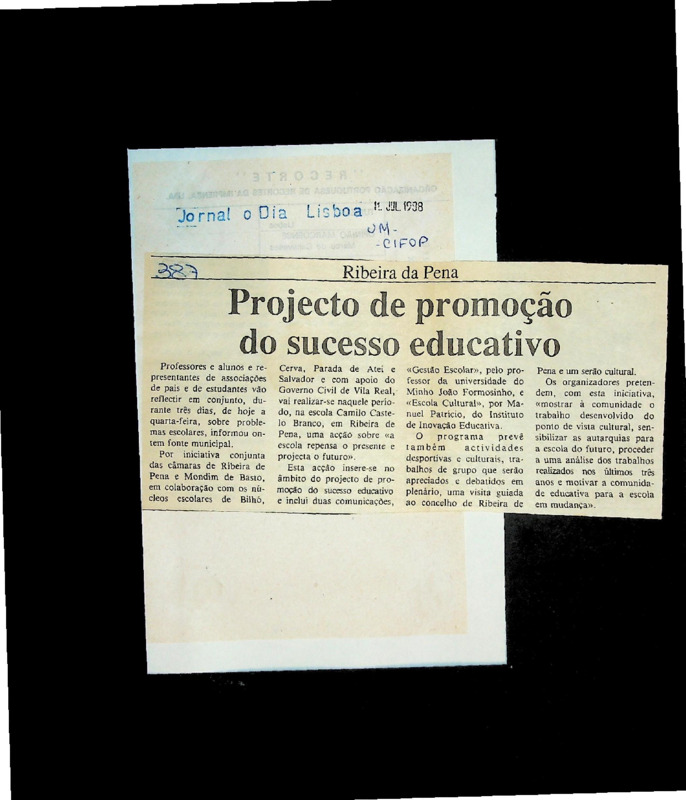 "RECORTE"
ORGANIZAÇÃO PORTUGUESA DE RECORTES DA IMPRENSA, LDA.
Jornal o Dia Lisboa
JUL. 1988
UM-
-CIFOP
387
Ribeira da Pena
Projecto de promoção
do sucesso educativo
Professores e alunos e re-
presentantes de associações
de pais e de estudantes vão
reflectir em conjunto, du-
rante três dias, de hoje a
quarta-feira, sobre proble-
mas escolares, informou on-
tem fonte municipal.
Por iniciativa conjunta
das câmaras de Ribeira de
Pena e Mondim de Basto,
em colaboração com os nú-
cleos escolares de Bilhó,
Cerva, Parada de Atei e
Salvador e com apoio do
Governo Civil de Vila Real,
vai realizar-se naquele perío-
do, na escola Camilo Caste-
lo Branco, em Ribeira de
Pena, uma acção sobre «a
escola repensa o presente e
projecta o futuro».
Esta acção insere-se no
âmbito do projecto de pro-
moção do sucesso educativo
e inclui duas comunicações,
«Gestão Escolar», pelo pro-
fessor da universidade do
Minho João Formosinho, e
«Escola Cultural», por Ma-
nuel Patrício, do Instituto
de Inovação Educativa.
O programa prevê
também actividades
desportivas e culturais, tra-
balhos de grupo que serão
apreciados e debatidos em
plenário, uma visita guiada
ao concelho de Ribeira de
Pena e um serão cultural.
Os organizadores preten-
dem, com esta iniciativa,
«mostrar à comunidade o
trabalho desenvolvido do
ponto de vista cultural, sen-
sibilizar as autarquias para
a escola do futuro, proceder
a uma análise dos trabalhos
realizados nos últimos três
anos e motivar a comunida-
de educativa para a escola
em mudança».